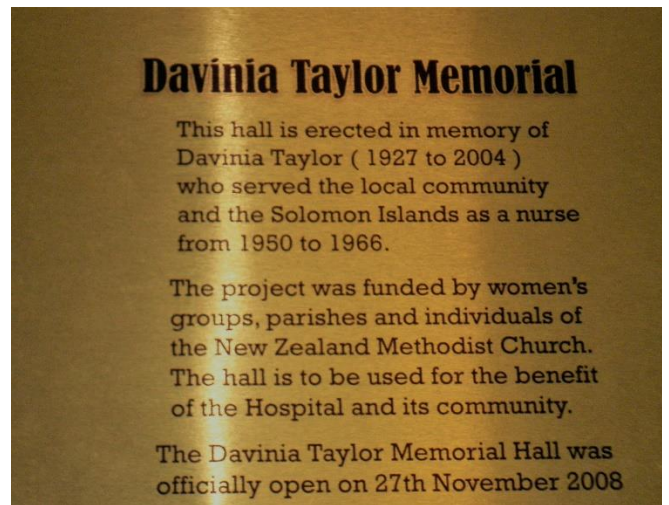 Davinia Taylor Memorial
This hall is erected in memory of
Davinia Taylor ( 1927 to 2004 )
who served the local community
and the Solomon Islands as a nurse
from 1950 to 1966.
The project was funded by women's
groups, parishes and individuals of
the New Zealand Methodist Church.
The hall is to be used for the benefit
of the Hospital and its community.
The Davinia Taylor Memorial Hall was
officially open on 27th November 2008